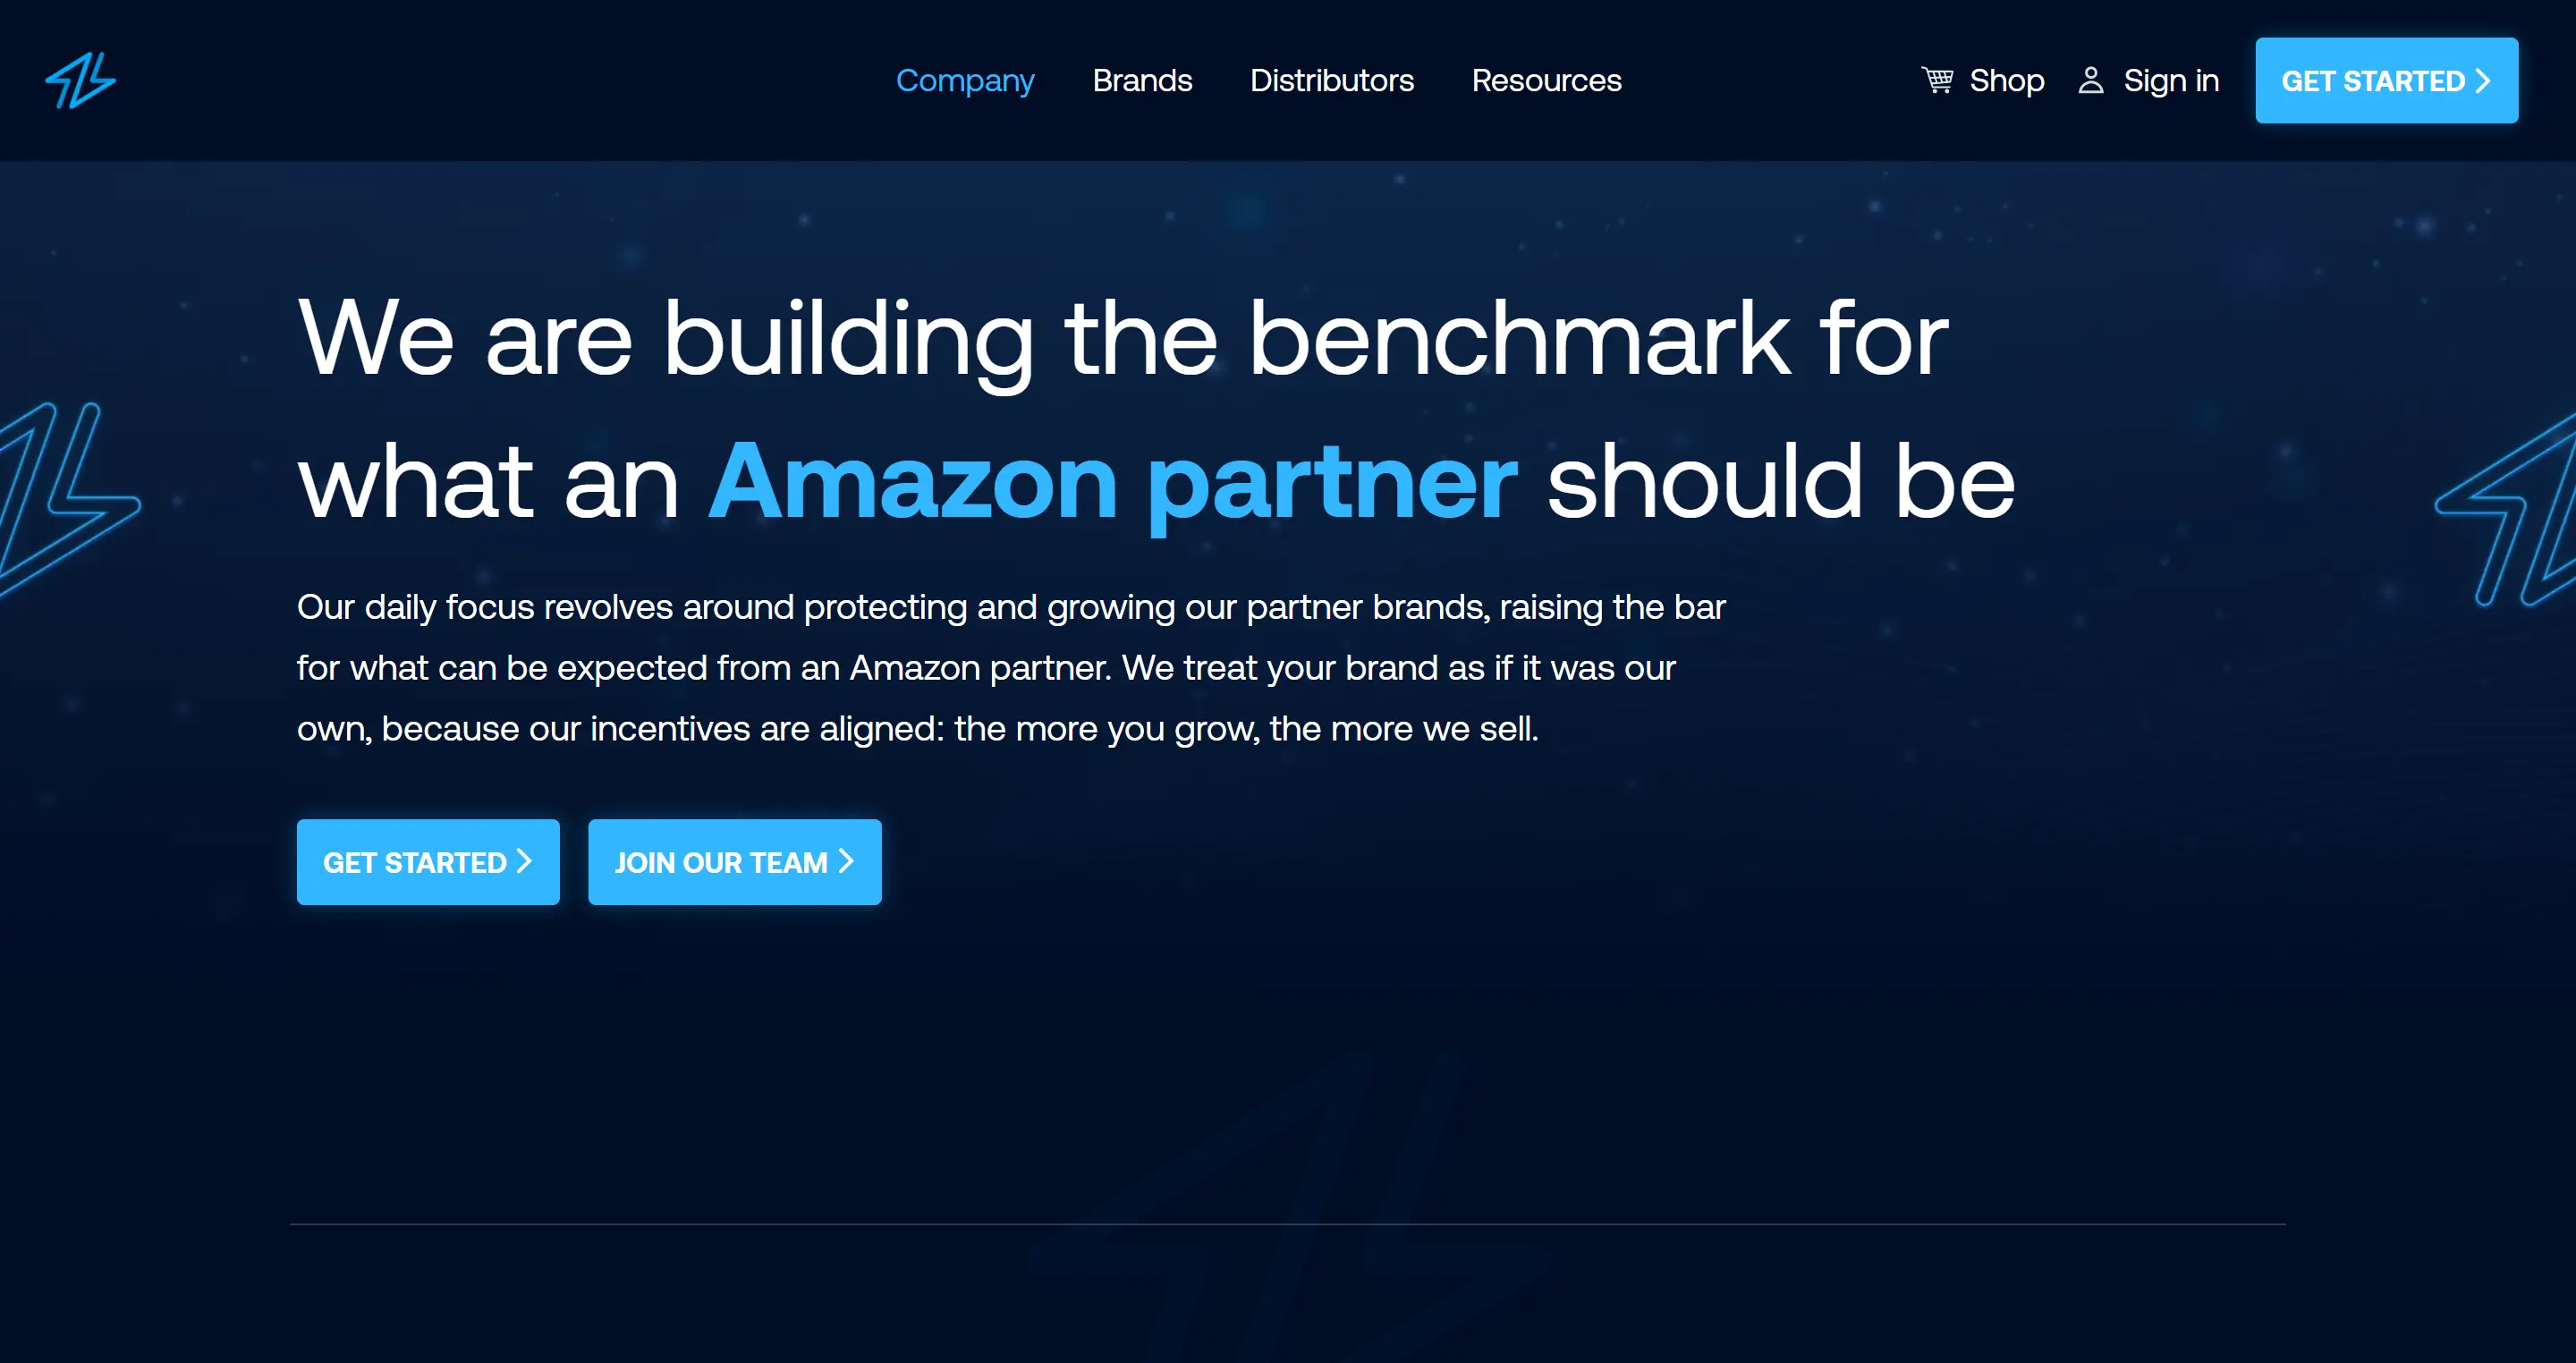 Company Brands Distributors Resources Shop Sign in GET STARTED
We are building the benchmark for
what an Amazon partner should be
Our daily focus revolves around protecting and growing our partner brands, raising the bar
for what can be expected from an Amazon partner. We treat your brand as if it was our
own, because our incentives are aligned: the more you grow, the more we sell.
GET STARTED JOIN OUR TEAM